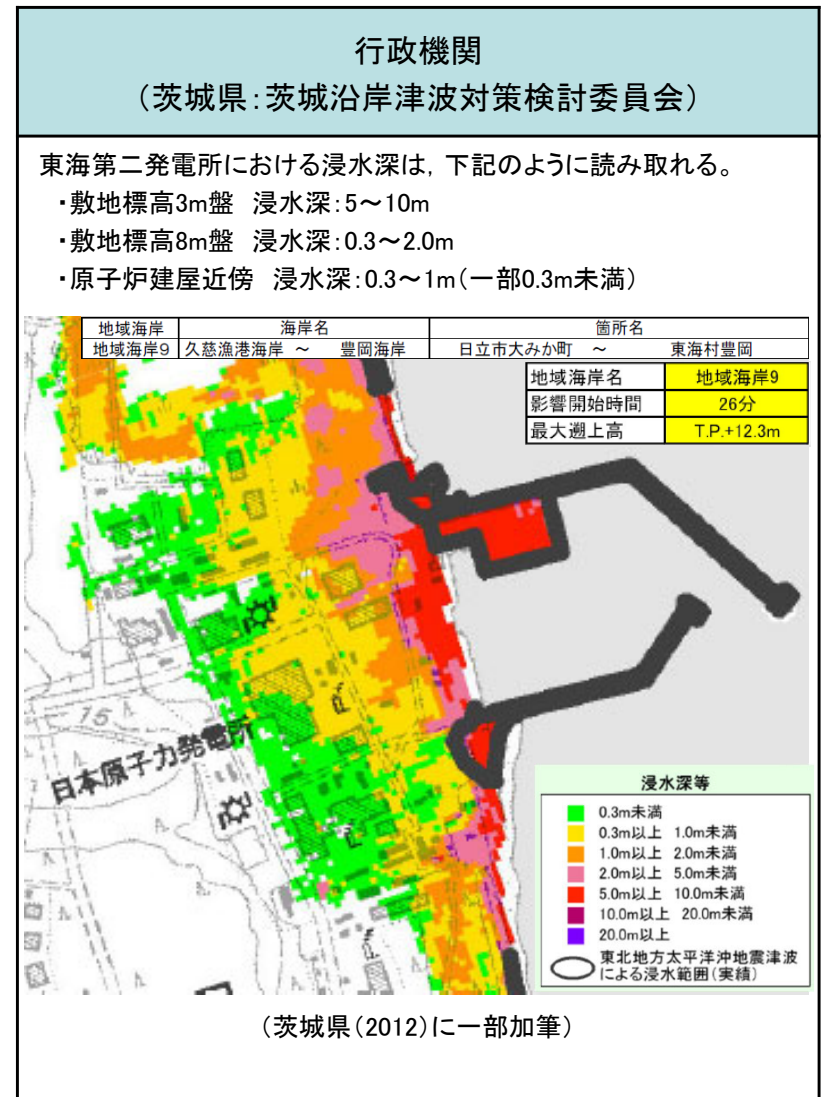 行政機関
（茨城県：茨城沿岸津波対策検討委員会）
東海第二発電所における浸水深は，下記のように読み取れる。
・敷地標高3m盤　浸水深：5～10m
・敷地標高8m盤　浸水深：0.3～2.0m
・原子炉建屋近傍　浸水深：0.3～1m（一部0.3m未満）
地域海岸　海岸名　箇所名
地域海岸9　久慈漁港海岸　～　豊岡海岸　日立市大みか町　～　東海村豊岡
地域海岸名　地域海岸9
影響開始時間　26分
最大遡上高　T.P.+12.3m
15
日本原子力発電所
浸水深等
0.3m未満
0.3m以上　1.0m未満
1.0m以上　2.0m未満
2.0m以上　5.0m未満
5.0m以上　10.0m未満
10.0m以上　20.0m未満
20.0m以上
東北地方太平洋沖地震津波
による浸水範囲（実績）
（茨城県（2012）に一部加筆）